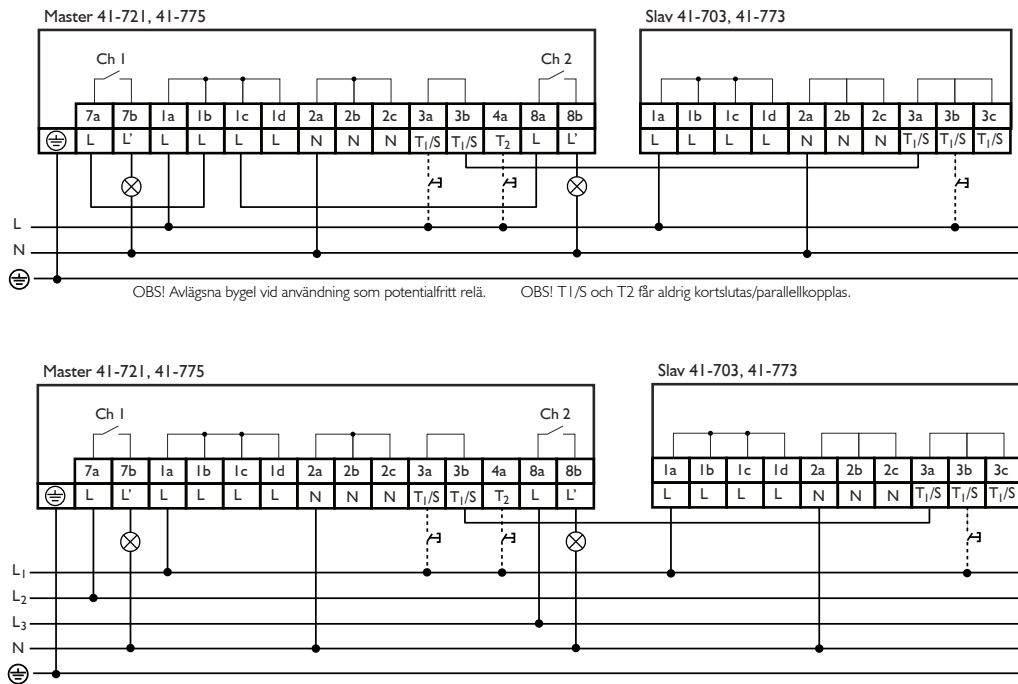 Master 41-721, 41-775 Slav 41-703, 41-773
Ch 1 Ch 2
7a 7b 1a 1b 1c 1d 2a 2b 2c 3a 3b 4a 8a 8b 1a 1b 1c 1d 2a 2b 2c 3a 3b 3c
L L' L L L L N N N T1/S T1/S T2 L L' L L L L N N N T1/S T1/S T1/S
L
N
OBS! Avlägsna bygel vid användning som potentialfritt relä. OBS! T1/S och T2 får aldrig kortslutas/parallellkopplas.
Master 41-721, 41-775 Slav 41-703, 41-773
Ch 1 Ch 2
7a 7b 1a 1b 1c 1d 2a 2b 2c 3a 3b 4a 8a 8b 1a 1b 1c 1d 2a 2b 2c 3a 3b 3c
L L' L L L L N N N T1/S T1/S T2 L L' L L L L N N N T1/S T1/S T1/S
L1
L2
L3
N